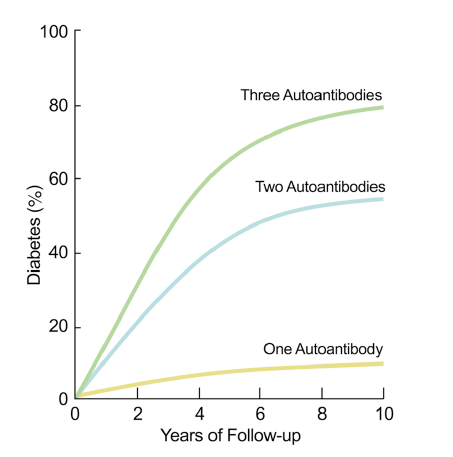 100
80
60
40
20
0
Diabetes (%)
Three Autoantibodies
Two Autoantibodies
One Autoantibody
0 2 4 6 8 10
Years of Follow-up